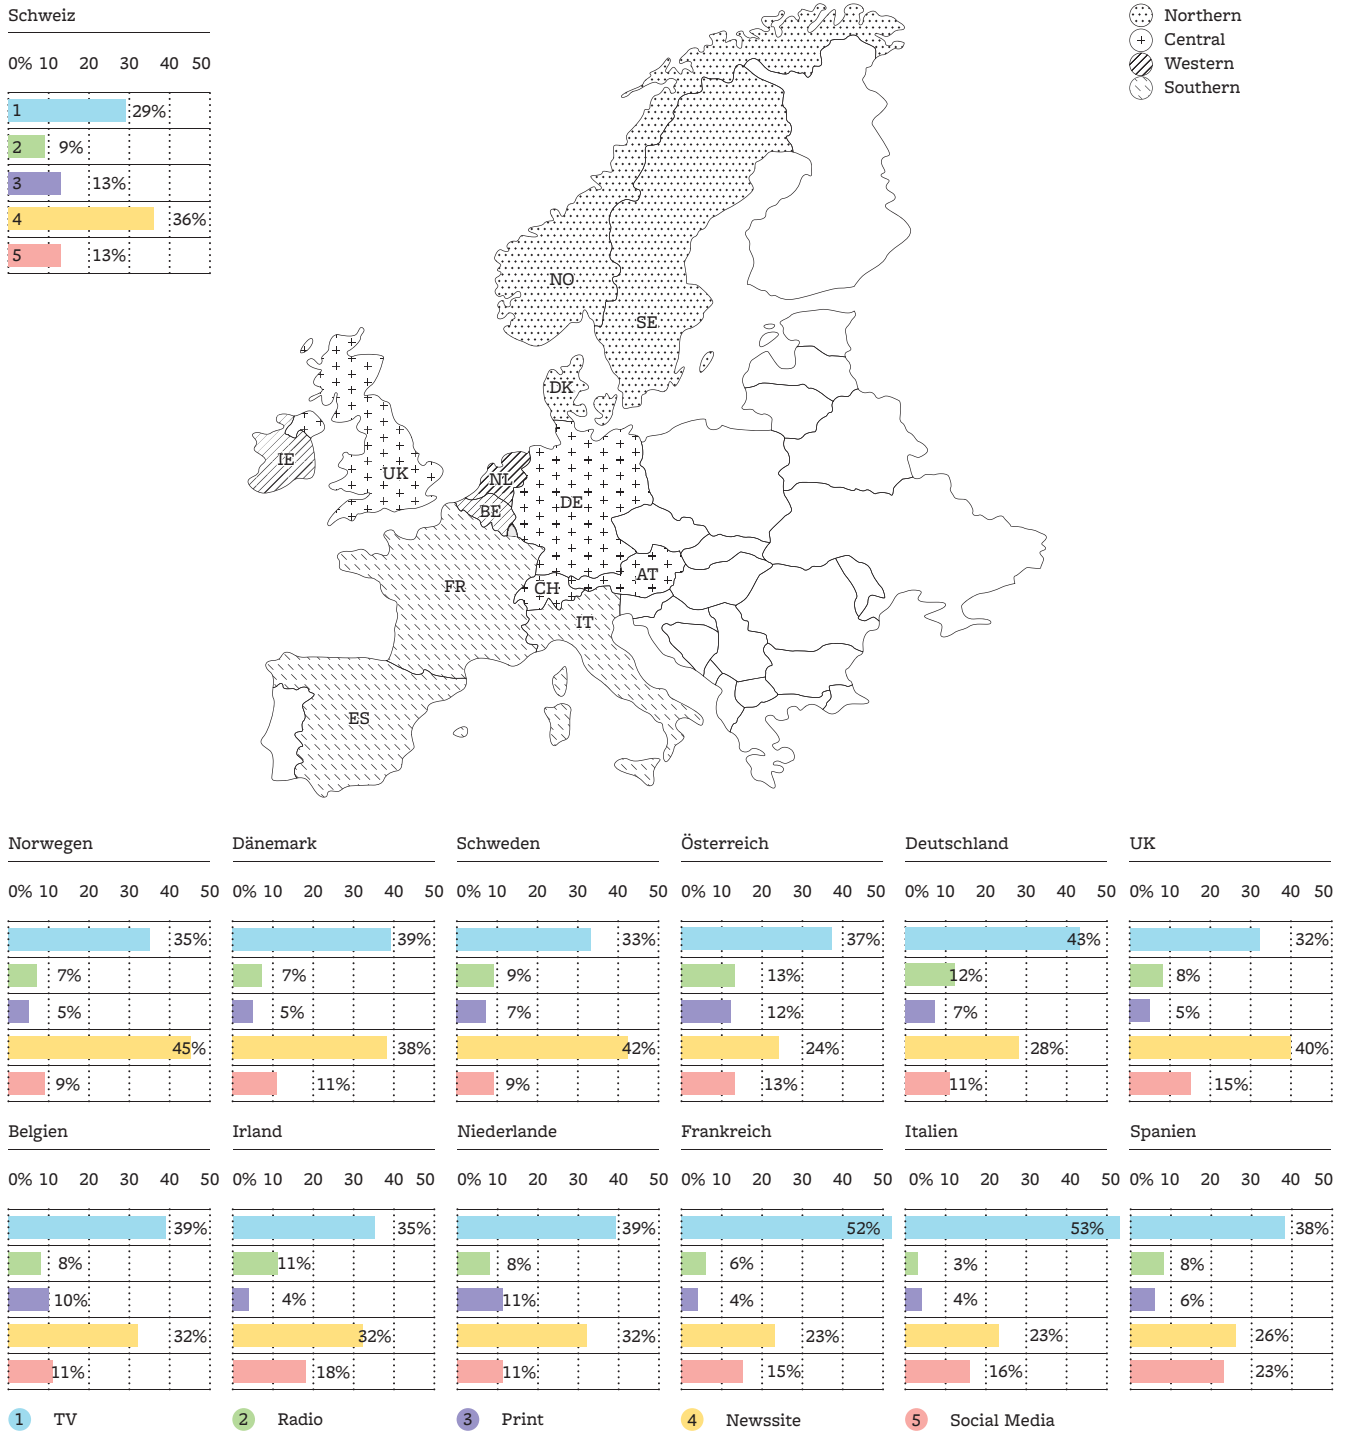 Schweiz
0% 10 20 30 40 50
1 29%
2 9%
3 13%
4 36%
5 13%
Northern
Central
Western
Southern
NO
SE
DK
IE
UK
NL
BE
DE
FR
CH
AT
IT
ES
Norwegen
0% 10 20 30 40 50
35%
7%
5%
45%
9%
Dänemark
0% 10 20 30 40 50
39%
7%
5%
38%
11%
Schweden
0% 10 20 30 40 50
33%
9%
7%
42%
9%
Österreich
0% 10 20 30 40 50
37%
13%
12%
24%
13%
Deutschland
0% 10 20 30 40 50
43%
12%
7%
28%
11%
UK
0% 10 20 30 40 50
32%
8%
5%
40%
15%
Belgien
0% 10 20 30 40 50
39%
8%
10%
32%
11%
Irland
0% 10 20 30 40 50
35%
11%
4%
32%
18%
Niederlande
0% 10 20 30 40 50
39%
8%
11%
32%
11%
Frankreich
0% 10 20 30 40 50
52%
6%
4%
23%
15%
Italien
0% 10 20 30 40 50
53%
3%
4%
23%
16%
Spanien
0% 10 20 30 40 50
38%
8%
6%
26%
23%
1 TV
2 Radio
3 Print
4 Newssite
5 Social Media